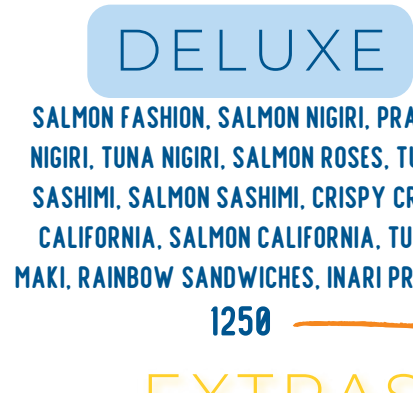 DELUXE
SALMON FASHION, SALMON NIGIRI,
NIGIRI, TUNA NIGIRI, SALMON ROSES,
SASHIMI, SALMON SASHIMI, CRISPY
CALIFORNIA, SALMON CALIFORNIA,
MAKI, RAINBOW SANDWICHES, INARI
1250
EXTRAS